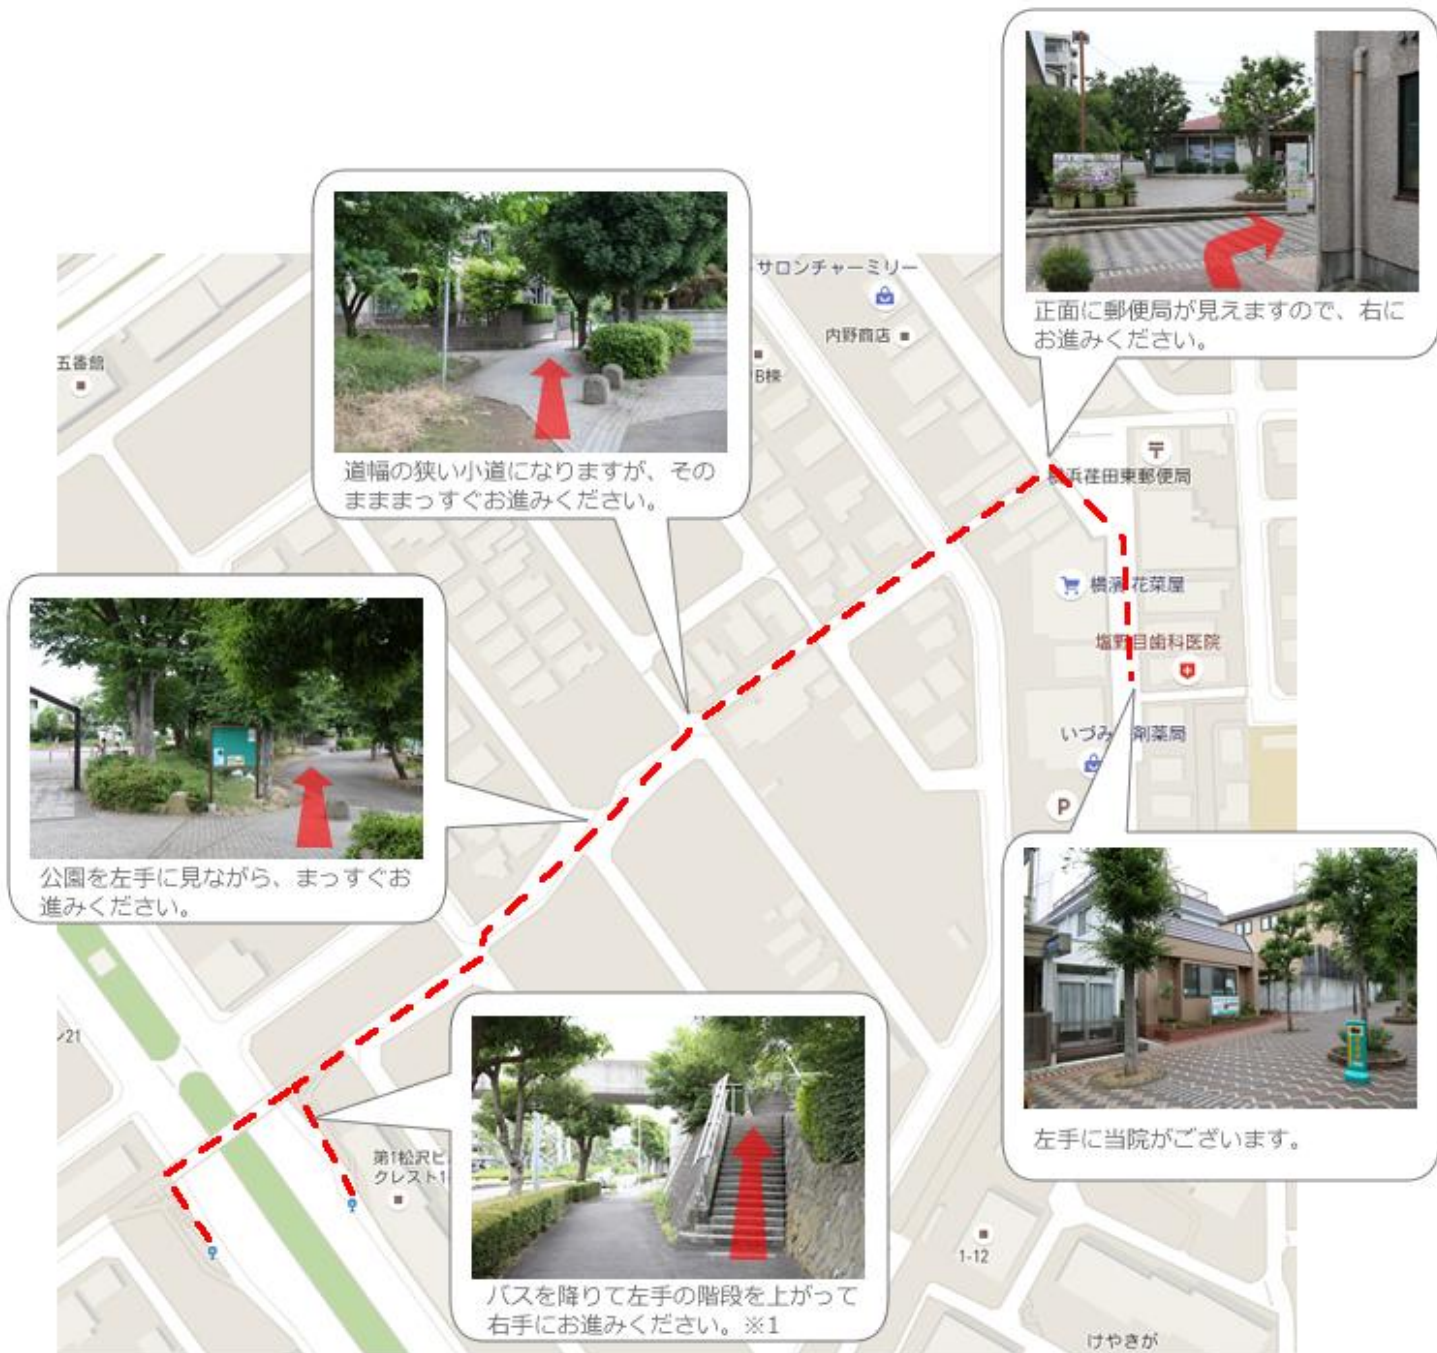 正面に郵便局が見えますので、右に
お進みください。
サロンチャーミリー
内野商店
B棟
五番館
道幅の狭い小道になりますが、その
まままっすぐお進みください。
横浜荏田東郵便局
横濱 花菜屋
塩野目歯科医院
いづみ 剤薬局
P
公園を左手に見ながら、まっすぐお
進みください。
21
第1松沢ビ
クレスト1
左手に当院がございます。
1-12
バスを降りて左手の階段を上がって
右手にお進みください。※1
けやきが